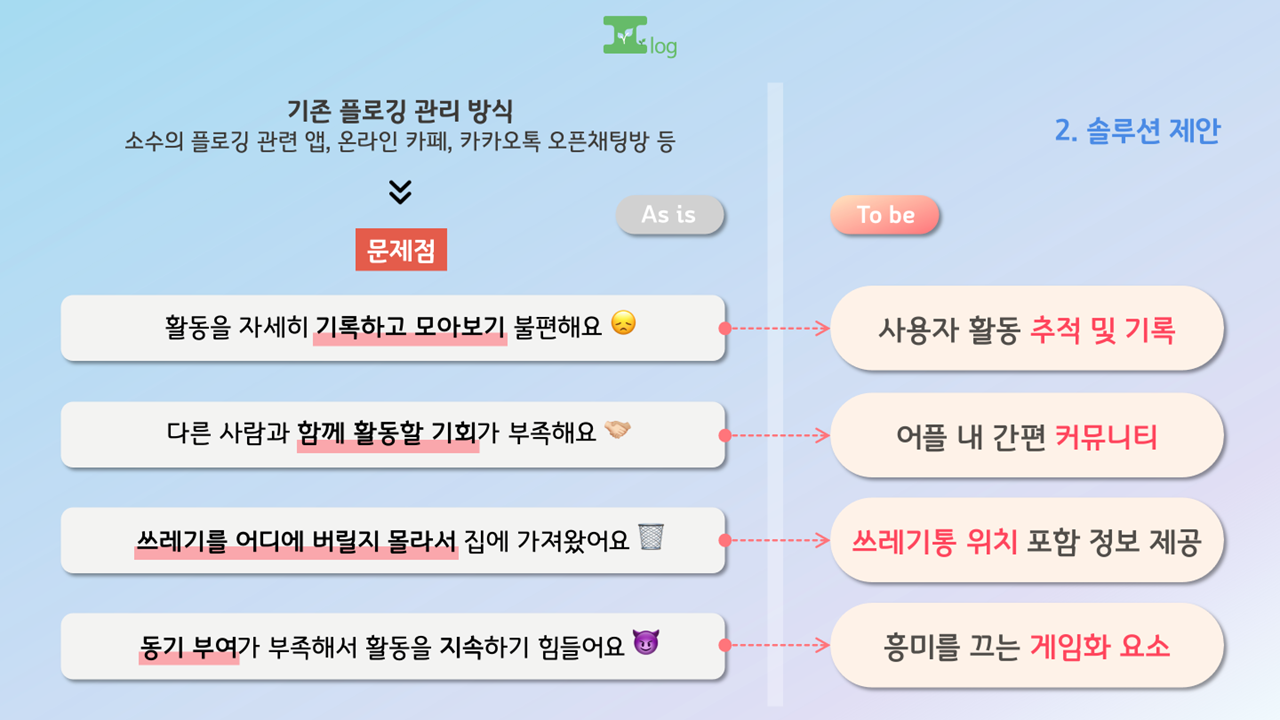 log
기존 플로깅 관리 방식
소수의 플로깅 관련 앱, 온라인 카페, 카카오톡 오픈채팅방 등
2. 솔루션 제안
As is
To be
문제점
활동을 자세히 기록하고 모아보기 불편해요
사용자 활동 추적 및 기록
다른 사람과 함께 활동할 기회가 부족해요
어플 내 간편 커뮤니티
쓰레기를 어디에 버릴지 몰라서 집에 가져왔어요
쓰레기통 위치 포함 정보 제공
동기 부여가 부족해서 활동을 지속하기 힘들어요
흥미를 끄는 게임화 요소